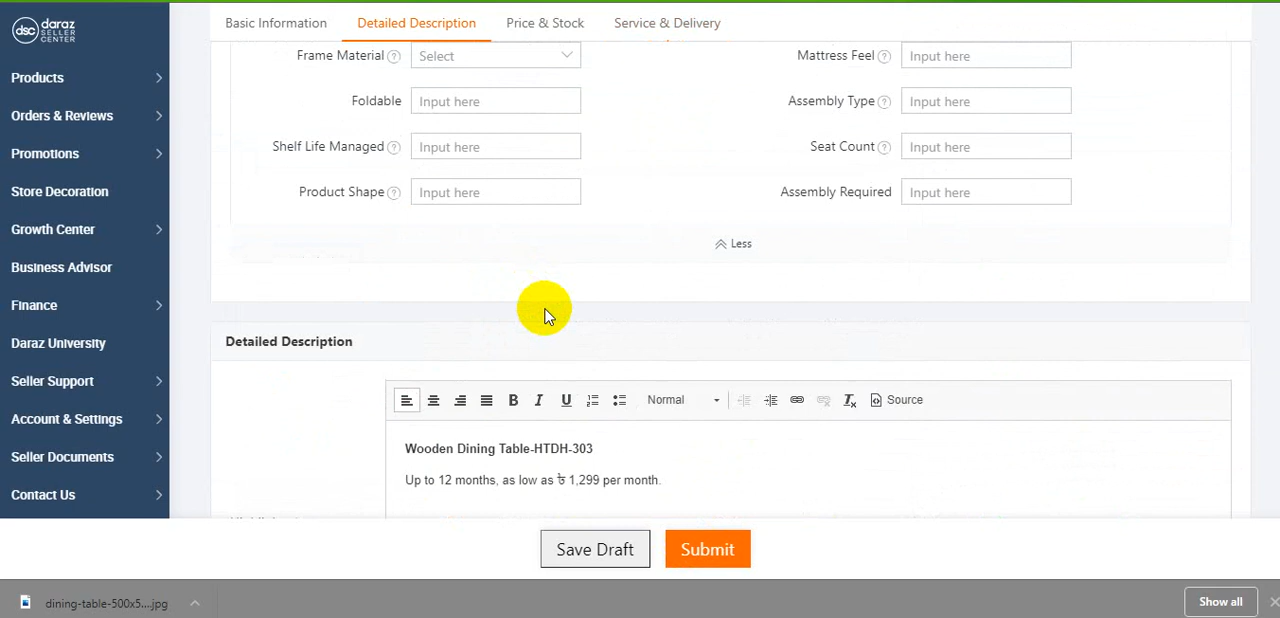 dsc daraz SELLER CENTER
Basic Information Detailed Description Price & Stock Service & Delivery
Products
Orders & Reviews
Promotions
Store Decoration
Growth Center
Business Advisor
Finance
Daraz University
Seller Support
Account & Settings
Seller Documents
Contact Us
Frame Material ? Select Mattress Feel ? Input here
Foldable Input here Assembly Type ? Input here
Shelf Life Managed ? Input here Seat Count ? Input here
Product Shape ? Input here Assembly Required Input here
Less
Detailed Description
B I U Normal Source
Wooden Dining Table-HTDH-303
Up to 12 months, as low as ৳ 1,299 per month.
Save Draft Submit
dining-table-500x5....jpg Show all